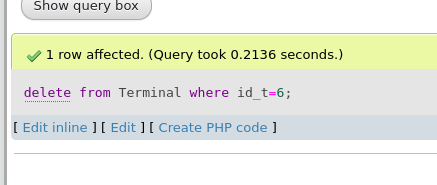 Show query box
1 row affected. (Query took 0.2136 seconds.)
delete from Terminal where id_t=6;
[ Edit inline ] [ Edit ] [ Create PHP code ]